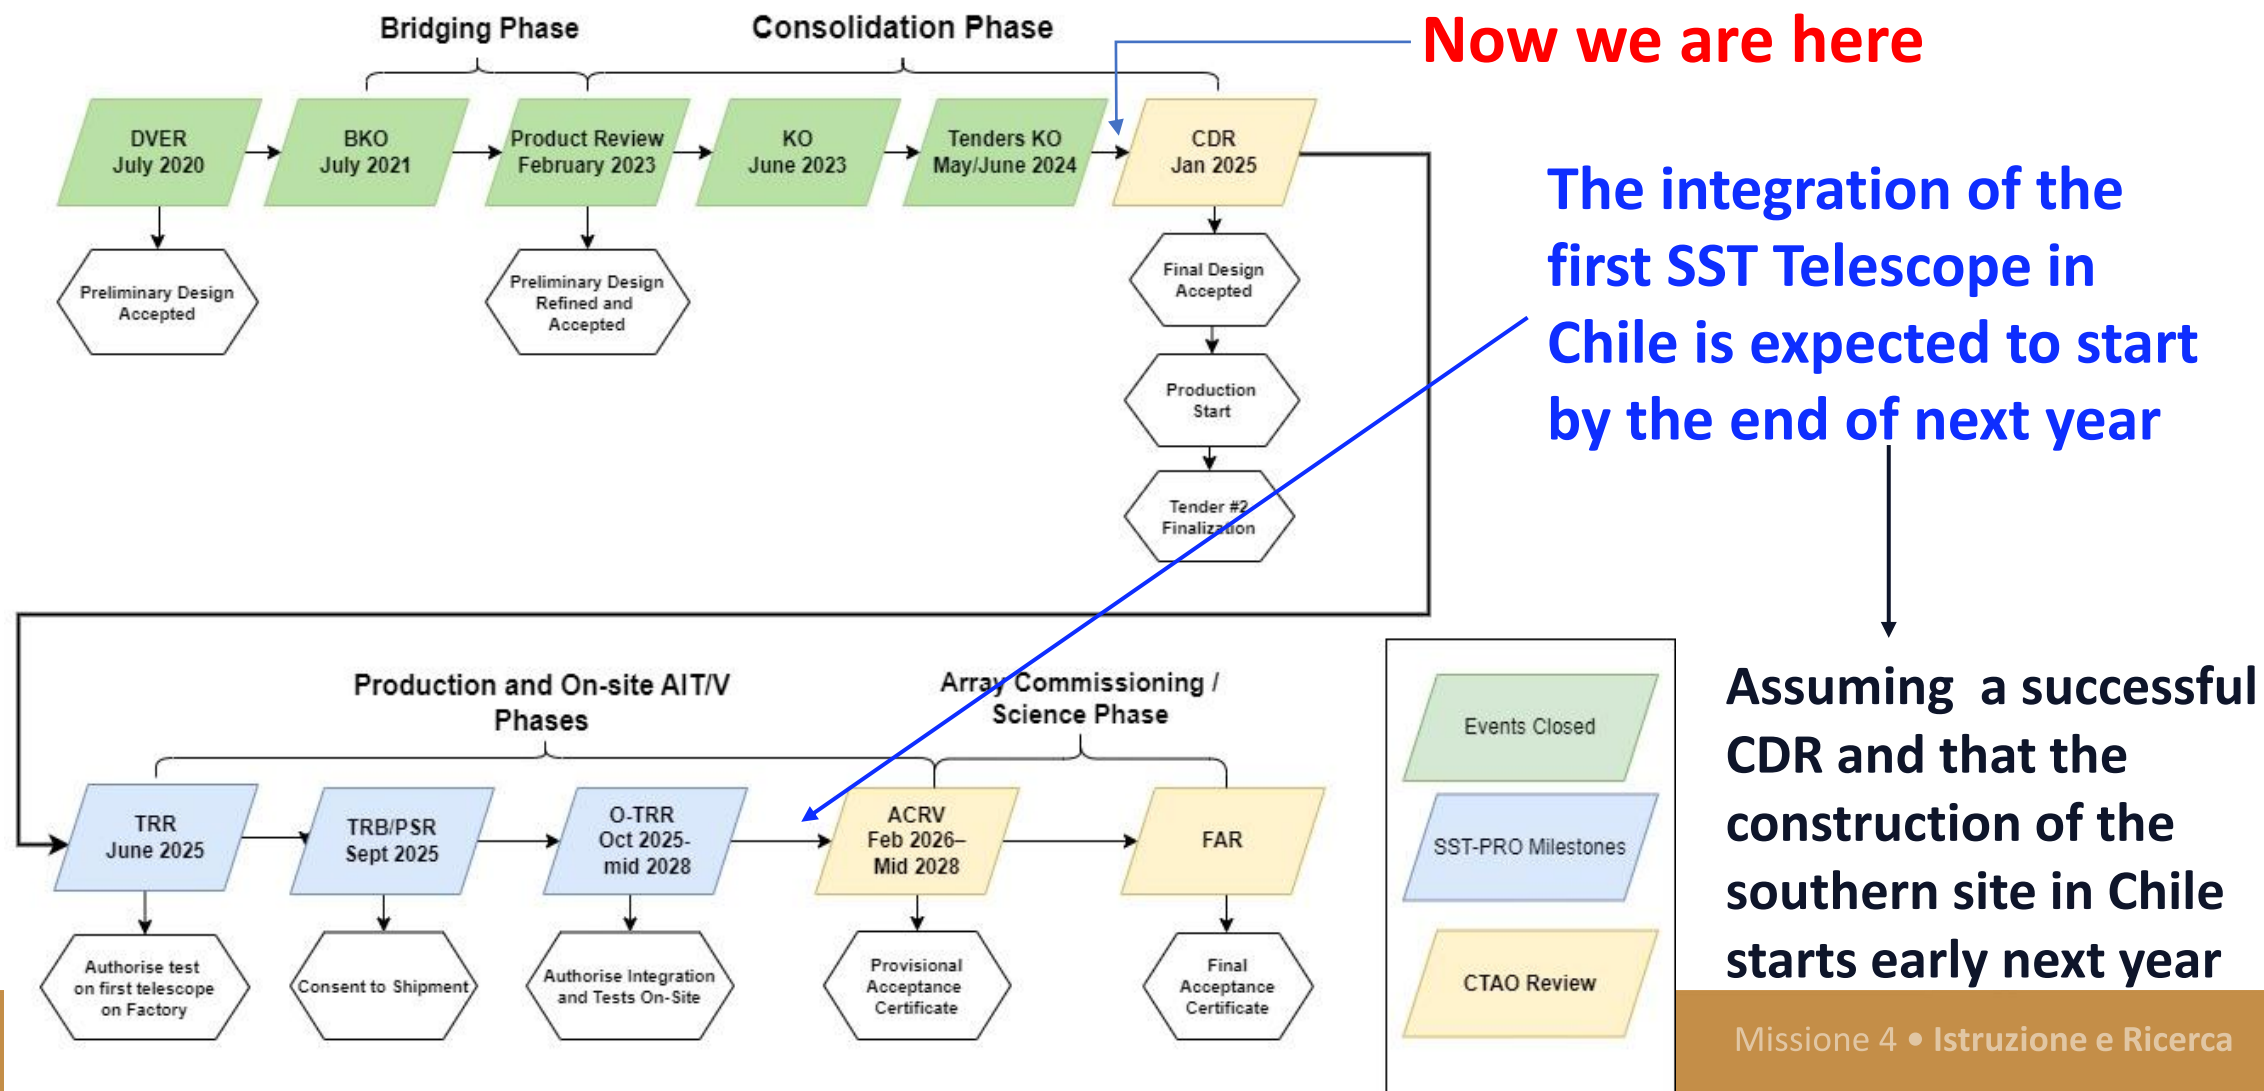 Bridging Phase
Consolidation Phase
Now we are here
DVER
July 2020
BKO
July 2021
Product Review
February 2023
KO
June 2023
Tenders KO
May/June 2024
CDR
Jan 2025
Preliminary Design
Accepted
Preliminary Design
Refined and
Accepted
Final Design
Accepted
Production
Start
Tender #2
Finalization
The integration of the
first SST Telescope in
Chile is expected to start
by the end of next year
Assuming a successful
CDR and that the
construction of the
southern site in Chile
starts early next year
Production and On-site AIT/V
Phases
Array Commissioning /
Science Phase
TRR
June 2025
TRB/PSR
Sept 2025
O-TRR
Oct 2025-
mid 2028
ACRV
Feb 2026–
Mid 2028
FAR
Authorise test
on first telescope
on Factory
Consent to Shipment
Authorise Integration
and Tests On-Site
Provisional
Acceptance
Certificate
Final
Acceptance
Certificate
Events Closed
SST-PRO Milestones
CTAO Review
Missione 4 • Istruzione e Ricerca